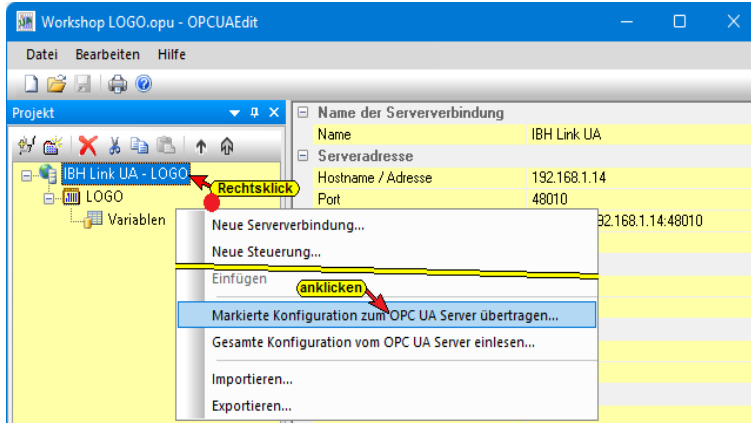 Workshop LOGO.opu - OPCUAEdit
Datei Bearbeiten Hilfe
Projekt
Name der Serververbindung
Name IBH Link UA
Serveradresse
IBH Link UA - LOGO
Hostname / Adresse 192.168.1.14
Rechtsklick
LOGO
Port 48010
Variablen
92.168.1.14:48010
Neue Serververbindung...
Neue Steuerung...
Einfügen
anklicken
Markierte Konfiguration zum OPC UA Server übertragen...
Gesamte Konfiguration vom OPC UA Server einlesen...
Importieren...
Exportieren...